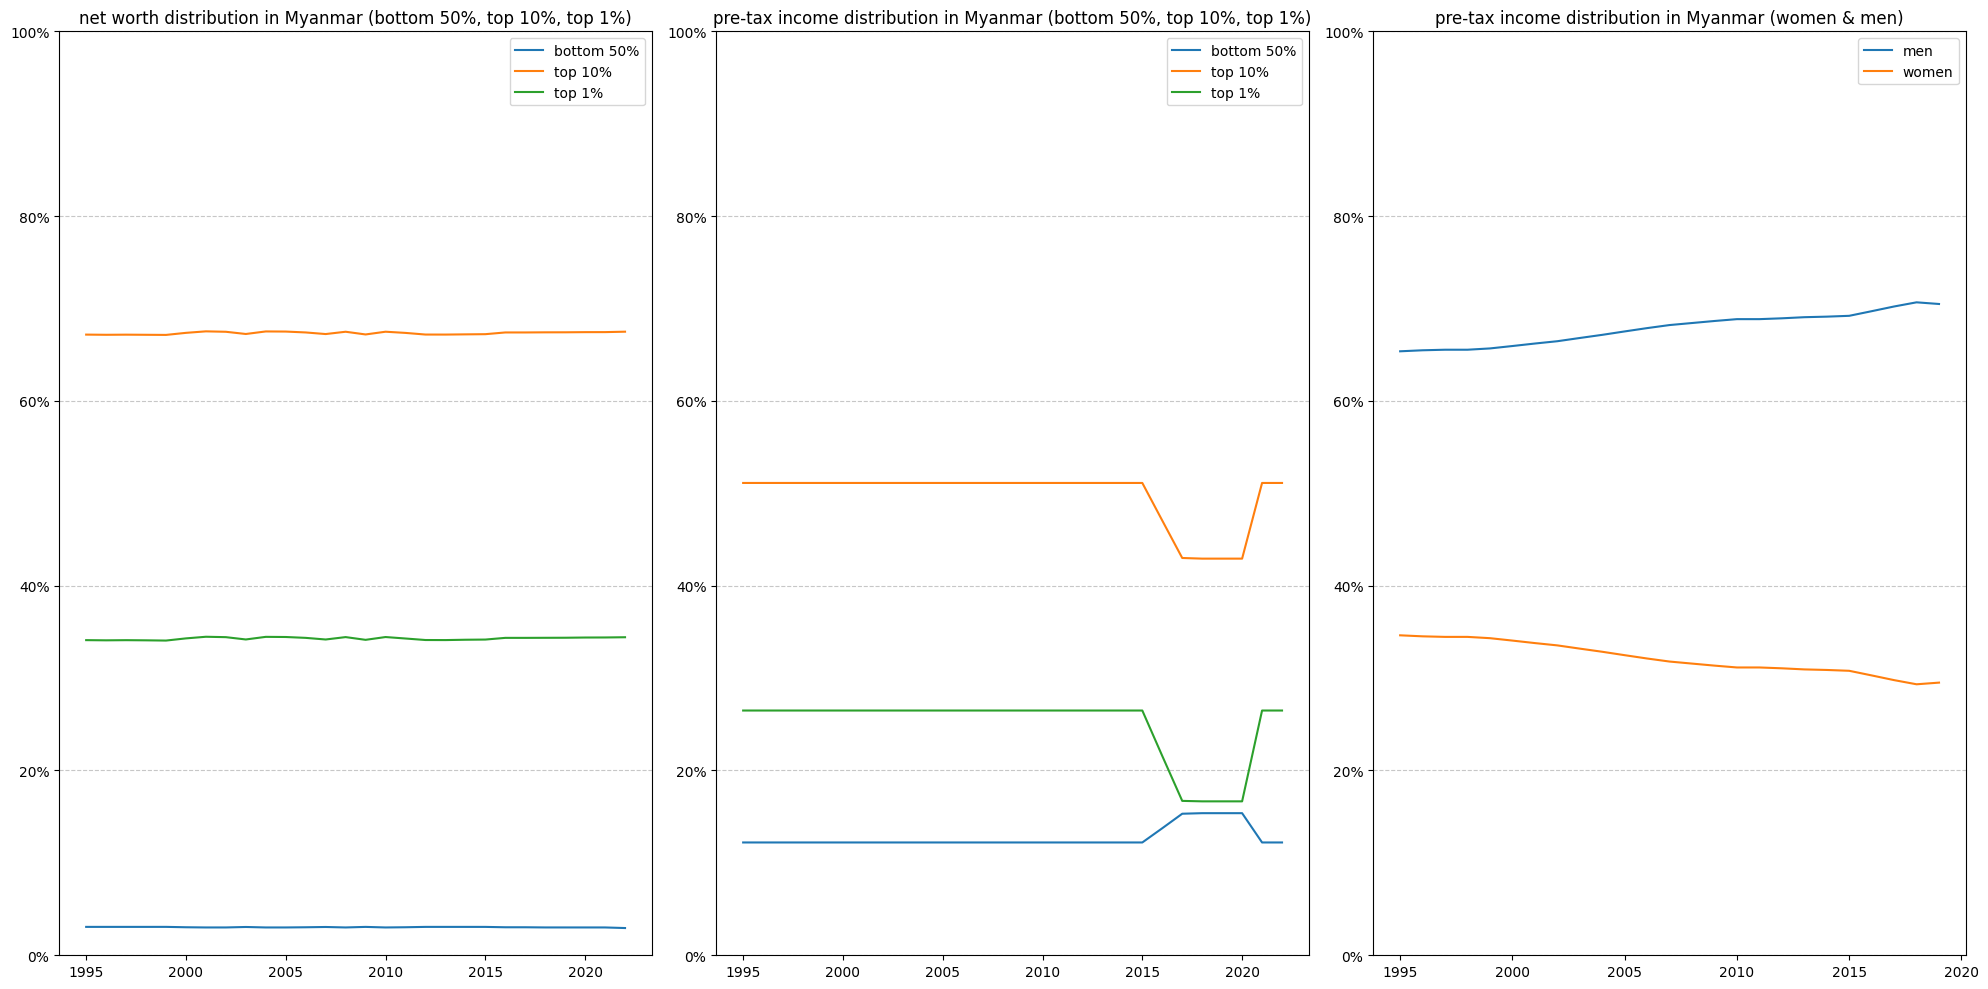 net worth distribution in Myanmar (bottom 50%, top 10%, top 1%)
100%
80%
60%
40%
20%
0%
1995 2000 2005 2010 2015 2020
bottom 50%
top 10%
top 1%
pre-tax income distribution in Myanmar (bottom 50%, top 10%, top 1%)
100%
80%
60%
40%
20%
0%
1995 2000 2005 2010 2015 2020
bottom 50%
top 10%
top 1%
pre-tax income distribution in Myanmar (women & men)
100%
80%
60%
40%
20%
0%
1995 2000 2005 2010 2015 2020
men
women